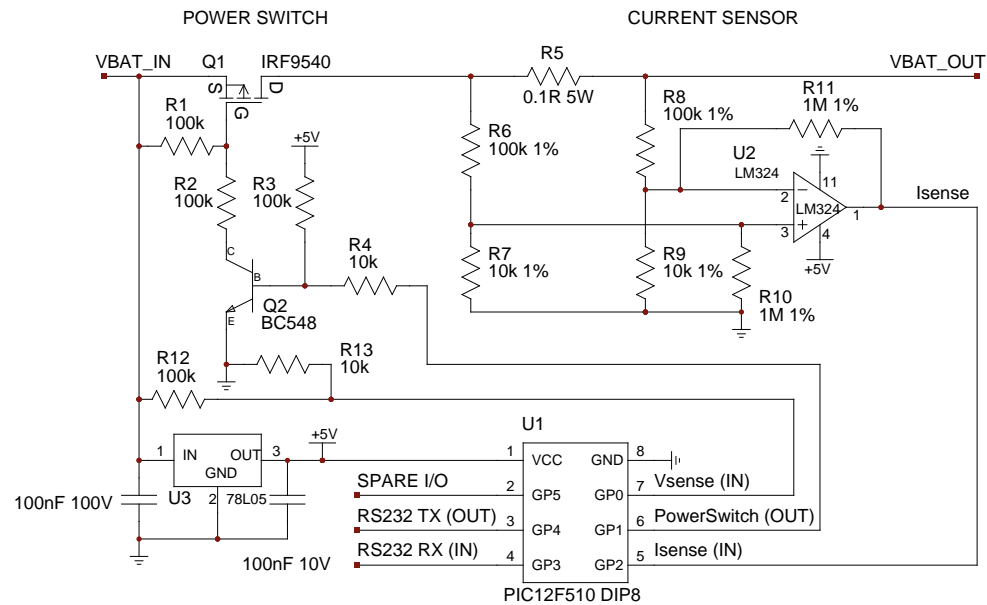 POWER SWITCH
CURRENT SENSOR
VBAT_IN
Q1
IRF9540
S
G
D
R5
0.1R 5W
VBAT_OUT
R1
100k
+5V
R2
100k
R3
100k
R4
10k
C
B
E
Q2
BC548
R6
100k 1%
R7
10k 1%
R8
100k 1%
R9
10k 1%
R10
1M 1%
R11
1M 1%
U2
LM324
LM324
2
3
11
4
1
+5V
Isense
R12
100k
R13
10k
1
IN
OUT
3
GND
2
U3
78L05
+5V
100nF 100V
100nF 10V
U1
1
VCC
GND
8
SPARE I/O
2
GP5
GP0
7
Vsense (IN)
RS232 TX (OUT)
3
GP4
GP1
6
PowerSwitch (OUT)
RS232 RX (IN)
4
GP3
GP2
5
Isense (IN)
PIC12F510 DIP8